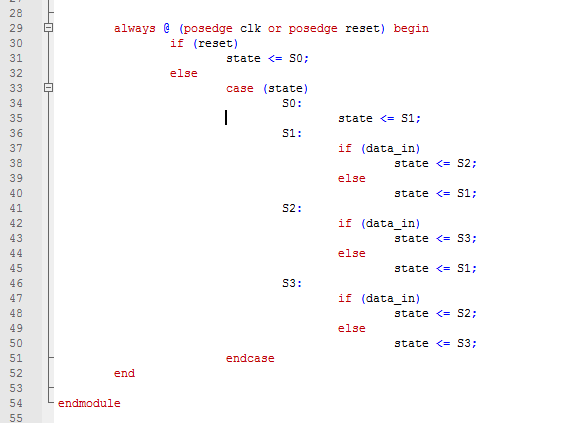 28
29 always @ (posedge clk or posedge reset) begin
30 if (reset)
31 state <= S0;
32 else
33 case (state)
34 S0:
35 state <= S1;
36 S1:
37 if (data_in)
38 state <= S2;
39 else
40 state <= S1;
41 S2:
42 if (data_in)
43 state <= S3;
44 else
45 state <= S1;
46 S3:
47 if (data_in)
48 state <= S2;
49 else
50 state <= S3;
51 endcase
52 end
53
54 endmodule
55